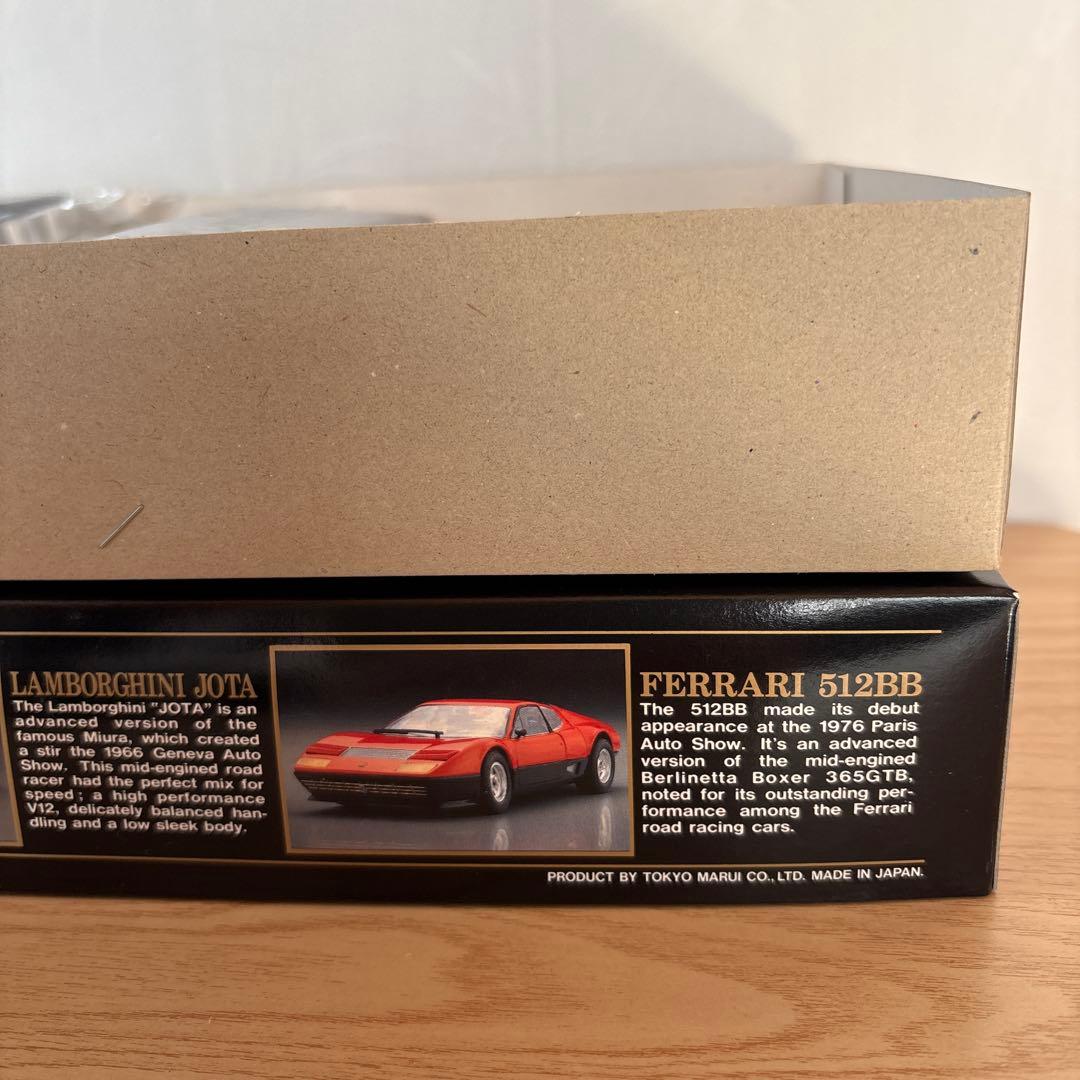 LAMBORGHINI JOTA
The Lamborghini "JOTA" is an
advanced version of the
famous Miura, which created
a stir the 1966 Geneva Auto
Show. This mid-engined road
racer had the perfect mix for
speed; a high performance
V12, delicately balanced han-
dling and a low sleek body.
FERRARI 512BB
The 512BB made its debut
appearance at the 1976 Paris
Auto Show. It's an advanced
version of the mid-engined
Berlinetta Boxer 365GTB,
noted for its outstanding per-
formance among the Ferrari
road racing cars.
PRODUCT BY TOKYO MARUI CO., LTD. MADE IN JAPAN.